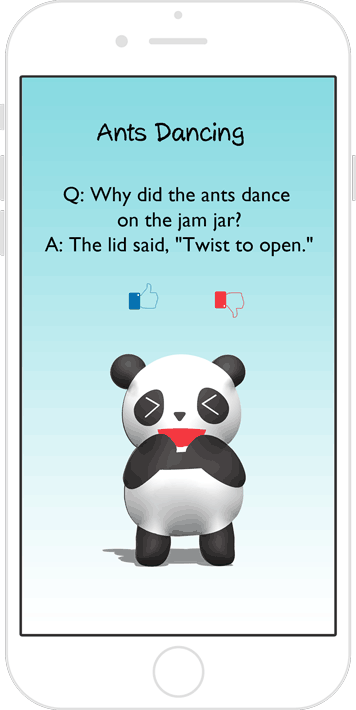 Ants Dancing
Q: Why did the ants dance
on the jam jar?
A: The lid said, "Twist to open."